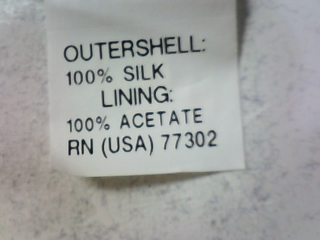 OUTERSHELL:
100% SILK
LINING:
100% ACETATE
RN (USA) 77302